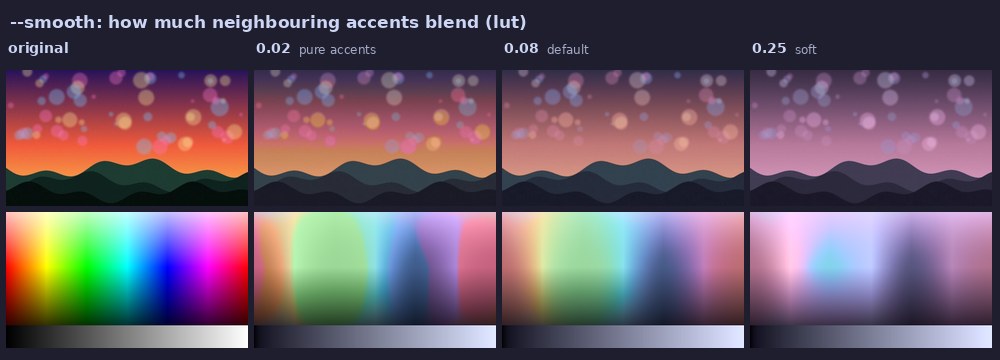 --smooth: how much neighbouring accents blend (lut)
original
0.02 pure accents
0.08 default
0.25 soft